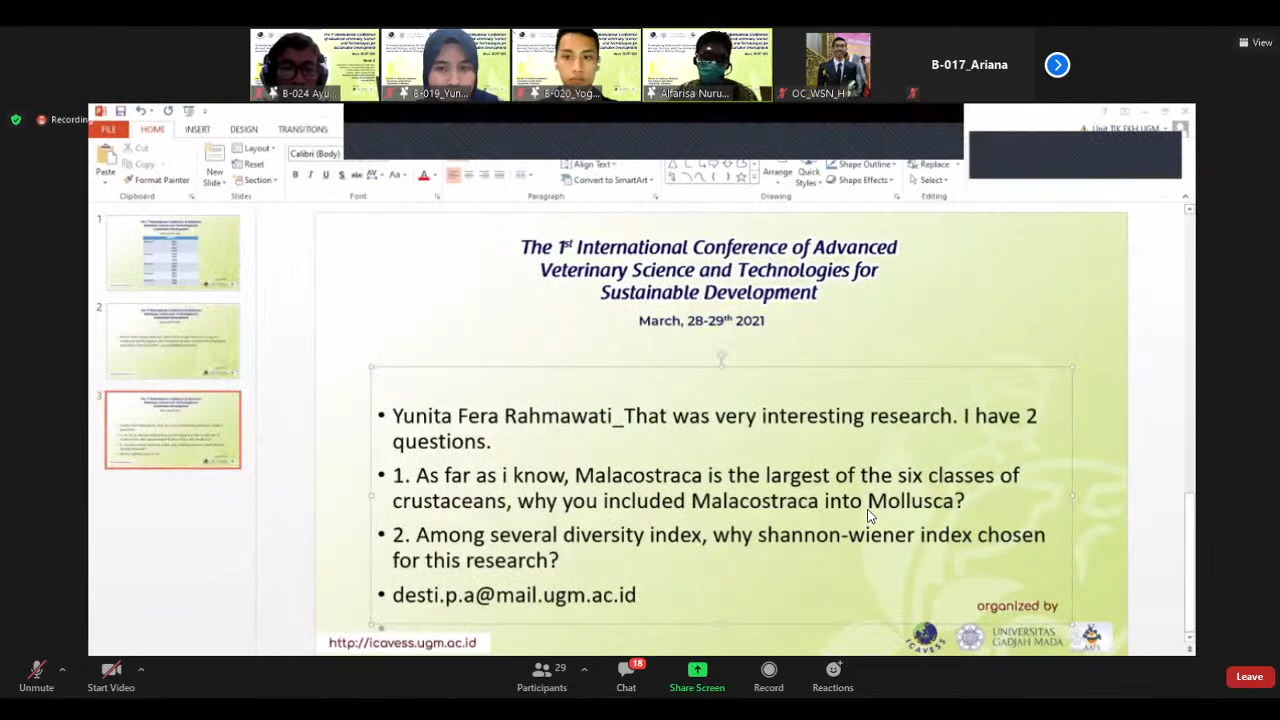 View
B-024 Ayu...
B-019_Yun...
B-020_Yog...
Alfarisa Nuru...
OC_WSN_H
B-017_Ariana
Recording
FILE
HOME
INSERT
DESIGN
TRANSITIONS
Unit TIK FKH UGM
Paste
Cut
Copy
Format Painter
Clipboard
New
Slide
Layout
Reset
Section
Slides
Calibri (Body)
Font
Align Text
Convert to SmartArt
Paragraph
Arrange
Quick
Styles
Shape Outline
Shape Effects
Drawing
Replace
Select
Editing
1
2
3
The 1st International Conference of Advanced
Veterinary Science and Technologies for
Sustainable Development
March, 28-29th 2021
• Yunita Fera Rahmawati_That was very interesting research. I have 2
questions.
• 1. As far as i know, Malacostraca is the largest of the six classes of
crustaceans, why you included Malacostraca into Mollusca?
• 2. Among several diversity index, why shannon-wiener index chosen
for this research?
• desti.p.a@mail.ugm.ac.id
organized by
http://icavess.ugm.ac.id
ICAVESS
UNIVERSITAS
GADJAH MADA
Unmute
Start Video
Participants
29
Chat
18
Share Screen
Record
Reactions
Leave